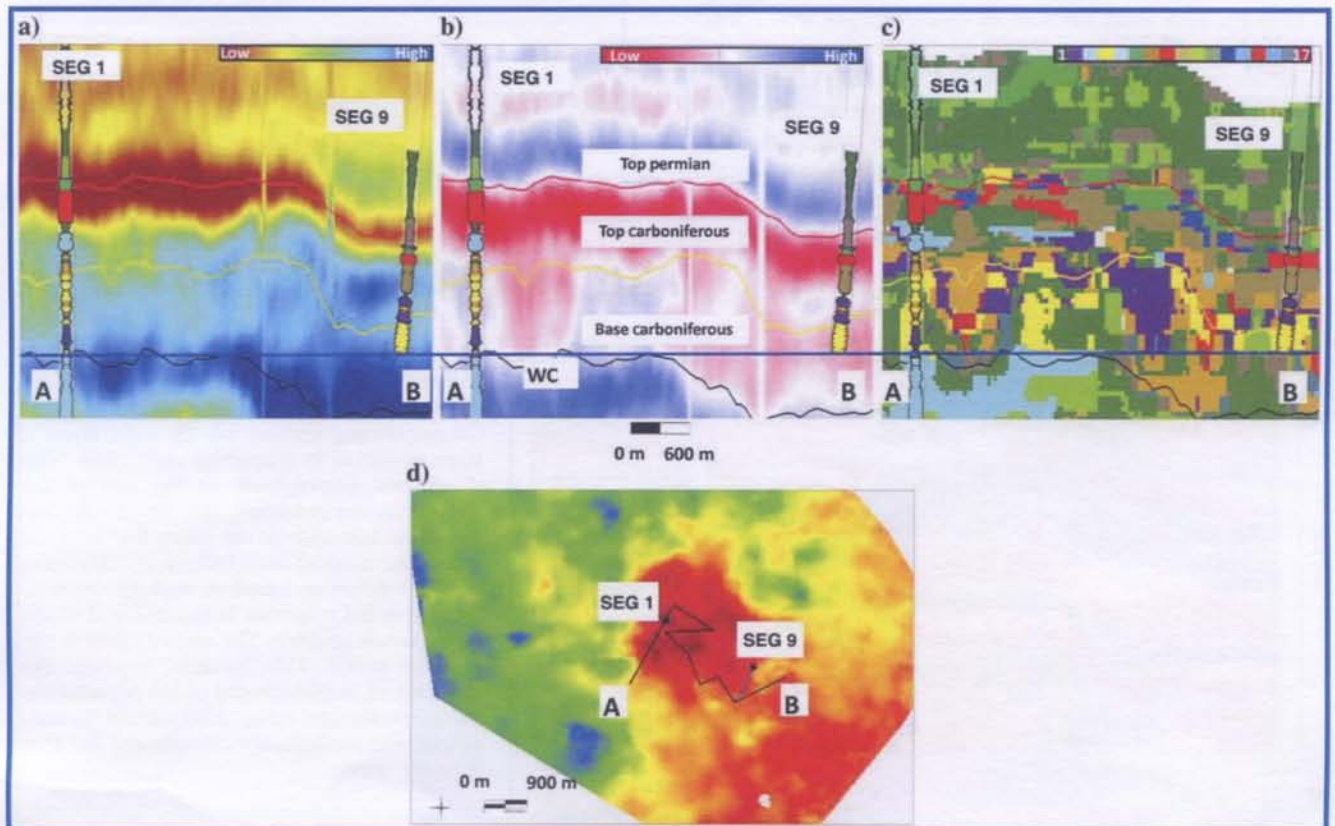 a)
Low High
SEG 1
SEG 9
A
B
b)
Low High
SEG 1
SEG 9
Top permian
Top carboniferous
Base carboniferous
WC
A
B
c)
1 17
SEG 1
SEG 9
A
B
0 m 600 m
d)
SEG 1
SEG 9
A
B
0 m 900 m